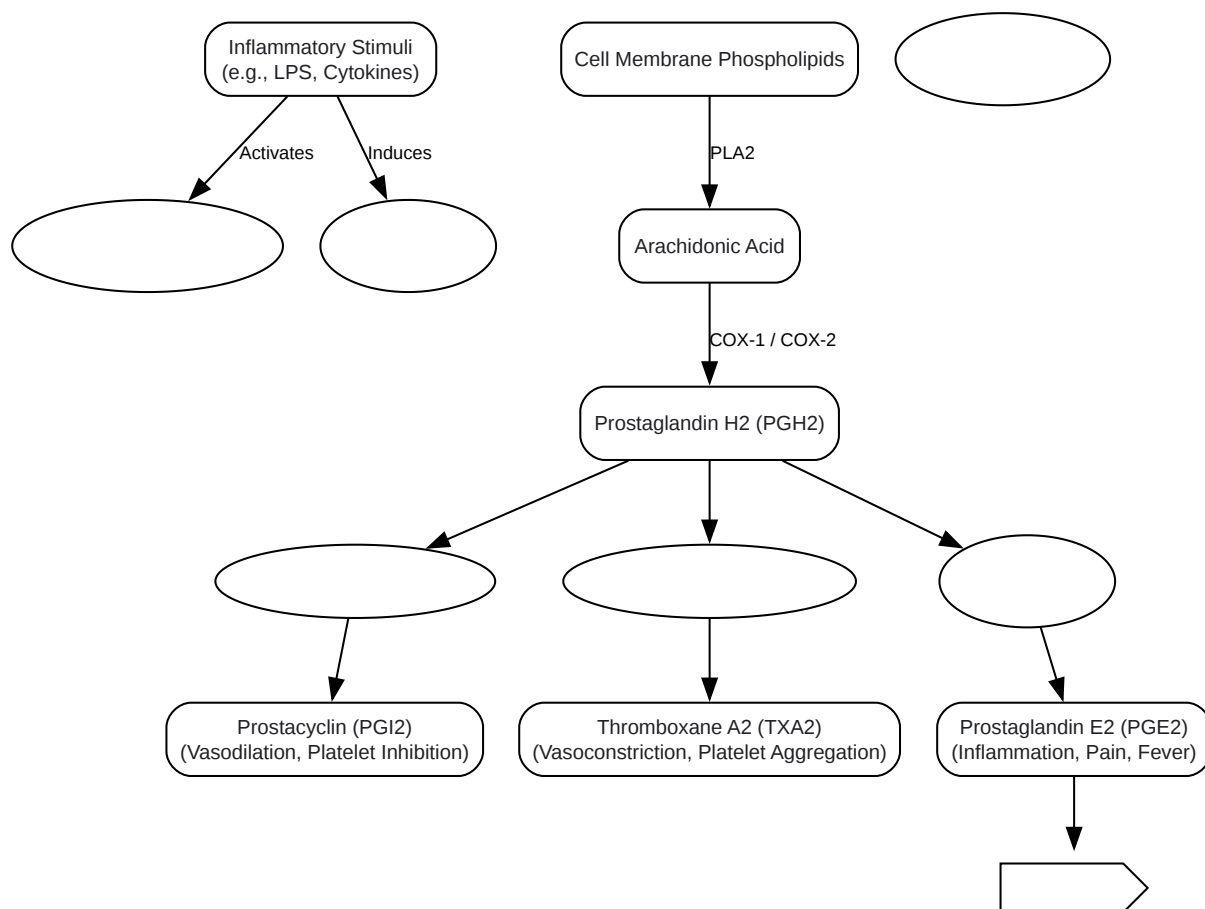 Inflammatory Stimuli
(e.g., LPS, Cytokines)
Cell Membrane Phospholipids
Activates
Induces
PLA2
Arachidonic Acid
COX-1 / COX-2
Prostaglandin H2 (PGH2)
Prostacyclin (PGI2)
(Vasodilation, Platelet Inhibition)
Thromboxane A2 (TXA2)
(Vasoconstriction, Platelet Aggregation)
Prostaglandin E2 (PGE2)
(Inflammation, Pain, Fever)